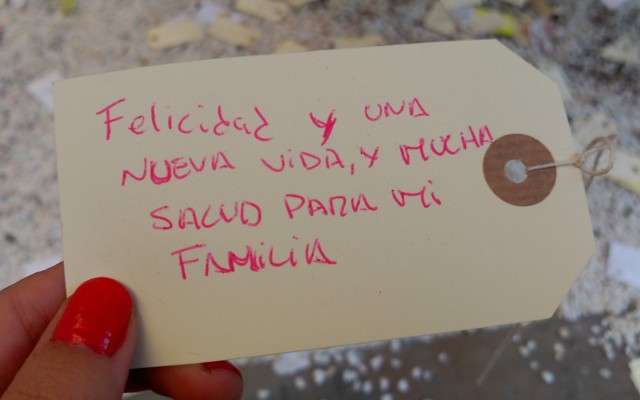 Felicidad y UNA
NUEVA ViDA, Y MUCHA
SALUD PARA Mi
FAMiLiA